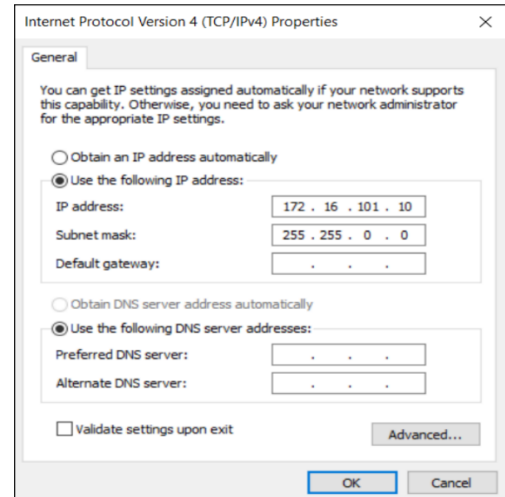 Internet Protocol Version 4 (TCP/IPv4) Properties
General
You can get IP settings assigned automatically if your network supports
this capability. Otherwise, you need to ask your network administrator
for the appropriate IP settings.
Obtain an IP address automatically
Use the following IP address:
IP address: 172 . 16 . 101 . 10
Subnet mask: 255 . 255 . 0 . 0
Default gateway: . . .
Obtain DNS server address automatically
Use the following DNS server addresses:
Preferred DNS server: . . .
Alternate DNS server: . . .
Validate settings upon exit
Advanced...
OK Cancel